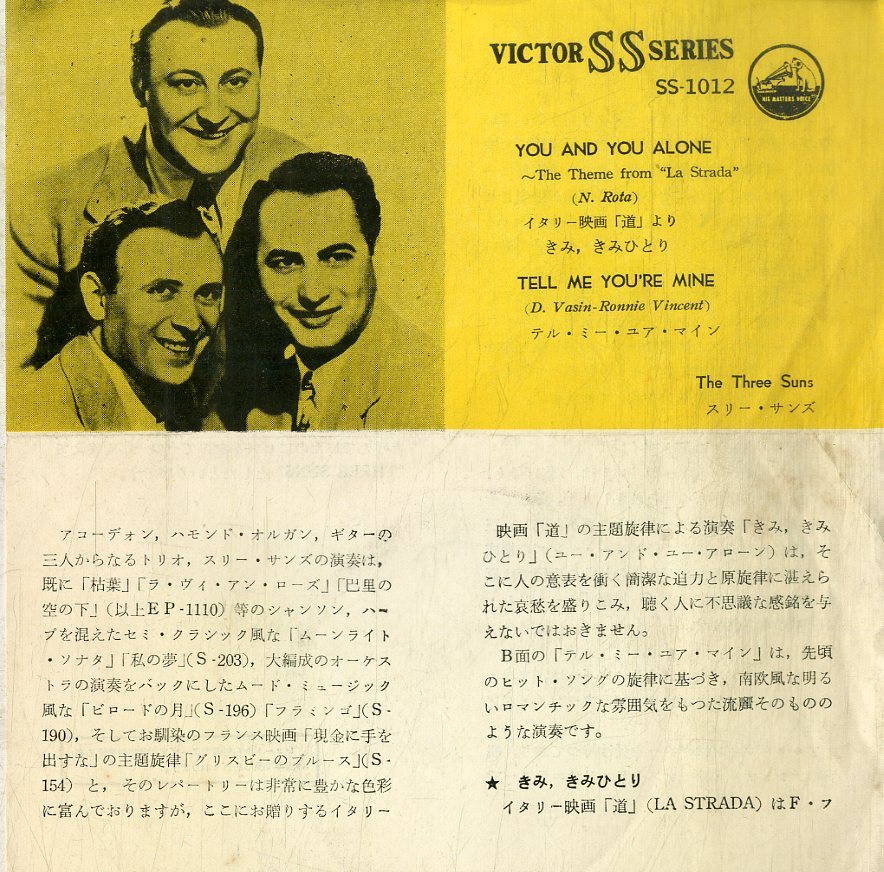 VICTOR SS SERIES
SS-1012
HIS MASTERS VOICE
YOU AND YOU ALONE
~The Theme from "La Strada"
(N. Rota)
イタリー映画「道」より
きみ,きみひとり
TELL ME YOU'RE MINE
(D. Vasin-Ronnie Vincent)
テル・ミー・ユア・マイン
The Three Suns
スリー・サンズ
アコーデォン,ハモンド・オルガン,ギターの
三人からなるトリオ,スリー・サンズの演奏は,
既に「枯葉」「ラ・ヴィ・アン・ローズ」「巴里の
空の下」(以上EP-1110)等のシャンソン,ハー
プを混えたセミ・クラシック風な「ムーンライト
・ソナタ」「私の夢」(S-203),大編成のオーケス
トラの演奏をバックにしたムード・ミュージック
風な「ビロードの月」(S-196)「フラミンゴ」(S-
190),そしてお馴染のフランス映画「現金に手を
出すな」の主題旋律「グリスビーのブルース」(S-
154)と,そのレパートリーは非常に豊かな色彩
に富んでおりますが,ここにお贈りするイタリー
映画「道」の主題旋律による演奏「きみ,きみ
ひとり」(ユー・アンド・ユー・アローン)は,そ
こに人の意表を衝く簡潔な迫力と原旋律に湛えら
れた哀愁を盛りこみ,聴く人に不思議な感銘を与
えないではおきません。
B面の「テル・ミー・ユア・マイン」は,先頃
のヒット・ソングの旋律に基づき,南欧風な明る
いロマンチックな雰囲気をもつた流麗そのものの
ような演奏です。
★ きみ,きみひとり
イタリー映画「道」(LA STRADA)はF・フ